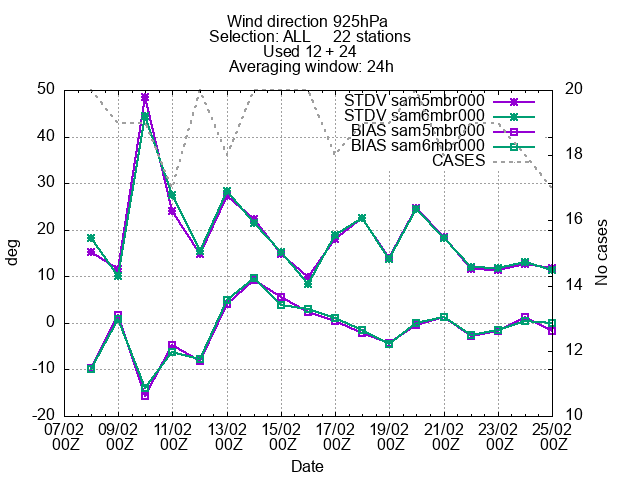 Wind direction 925hPa
Selection: ALL 22 stations
Used 12 + 24
Averaging window: 24h
50 20
STDV sam5mbr000
STDV sam6mbr000
BIAS sam5mbr000
BIAS sam6mbr000
CASES
40
30
20
10
0
-10
-20
18
16
14
12
10
deg
No cases
07/02 09/02 11/02 13/02 15/02 17/02 19/02 21/02 23/02 25/02
00Z 00Z 00Z 00Z 00Z 00Z 00Z 00Z 00Z 00Z
Date